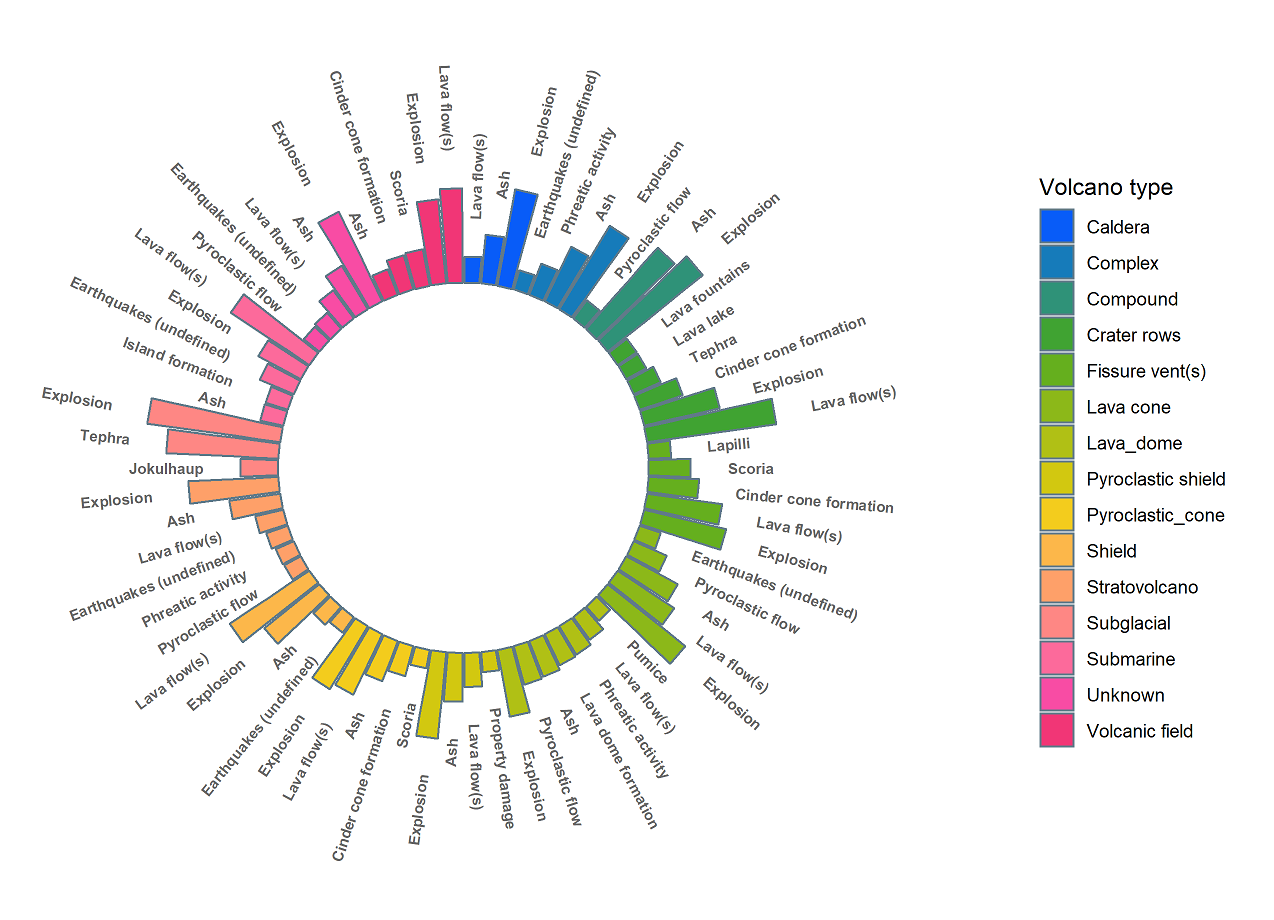 Lava flow(s)
Ash
Explosion
Earthquakes (undefined)
Phreatic activity
Ash
Explosion
Pyroclastic flow
Ash
Explosion
Lava fountains
Lava lake
Tephra
Cinder cone formation
Explosion
Lava flow(s)
Lapilli
Scoria
Cinder cone formation
Lava flow(s)
Explosion
Earthquakes (undefined)
Pyroclastic flow
Ash
Lava flow(s)
Explosion
Pumice
Lava flow(s)
Phreatic activity
Lava dome formation
Ash
Pyroclastic flow
Explosion
Property damage
Lava flow(s)
Ash
Explosion
Scoria
Cinder cone formation
Ash
Lava flow(s)
Explosion
Earthquakes (undefined)
Ash
Explosion
Lava flow(s)
Pyroclastic flow
Phreatic activity
Earthquakes (undefined)
Lava flow(s)
Ash
Explosion
Jokulhaup
Tephra
Explosion
Ash
Island formation
Earthquakes (undefined)
Explosion
Lava flow(s)
Pyroclastic flow
Earthquakes (undefined)
Lava flow(s)
Ash
Explosion
Ash
Cinder cone formation
Scoria
Explosion
Lava flow(s)
Volcano type
Caldera
Complex
Compound
Crater rows
Fissure vent(s)
Lava cone
Lava_dome
Pyroclastic shield
Pyroclastic_cone
Shield
Stratovolcano
Subglacial
Submarine
Unknown
Volcanic field